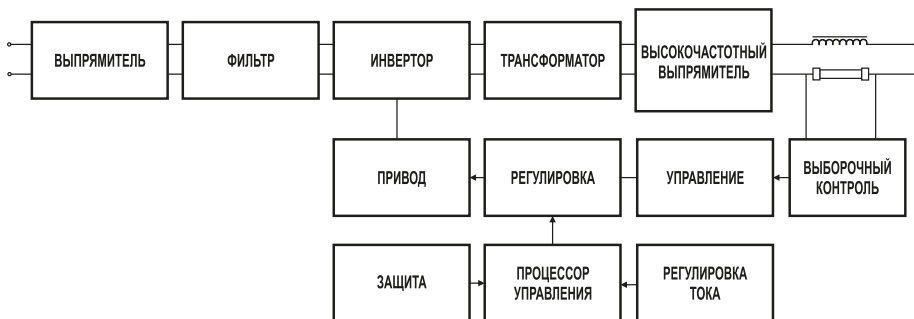 ВЫПРЯМИТЕЛЬ
ФИЛЬТР
ИНВЕРТОР
ТРАНСФОРМАТОР
ВЫСОКОЧАСТОТНЫЙ
ВЫПРЯМИТЕЛЬ
ПРИВОД
РЕГУЛИРОВКА
УПРАВЛЕНИЕ
ВЫБОРОЧНЫЙ
КОНТРОЛЬ
ЗАЩИТА
ПРОЦЕССОР
УПРАВЛЕНИЯ
РЕГУЛИРОВКА
ТОКА